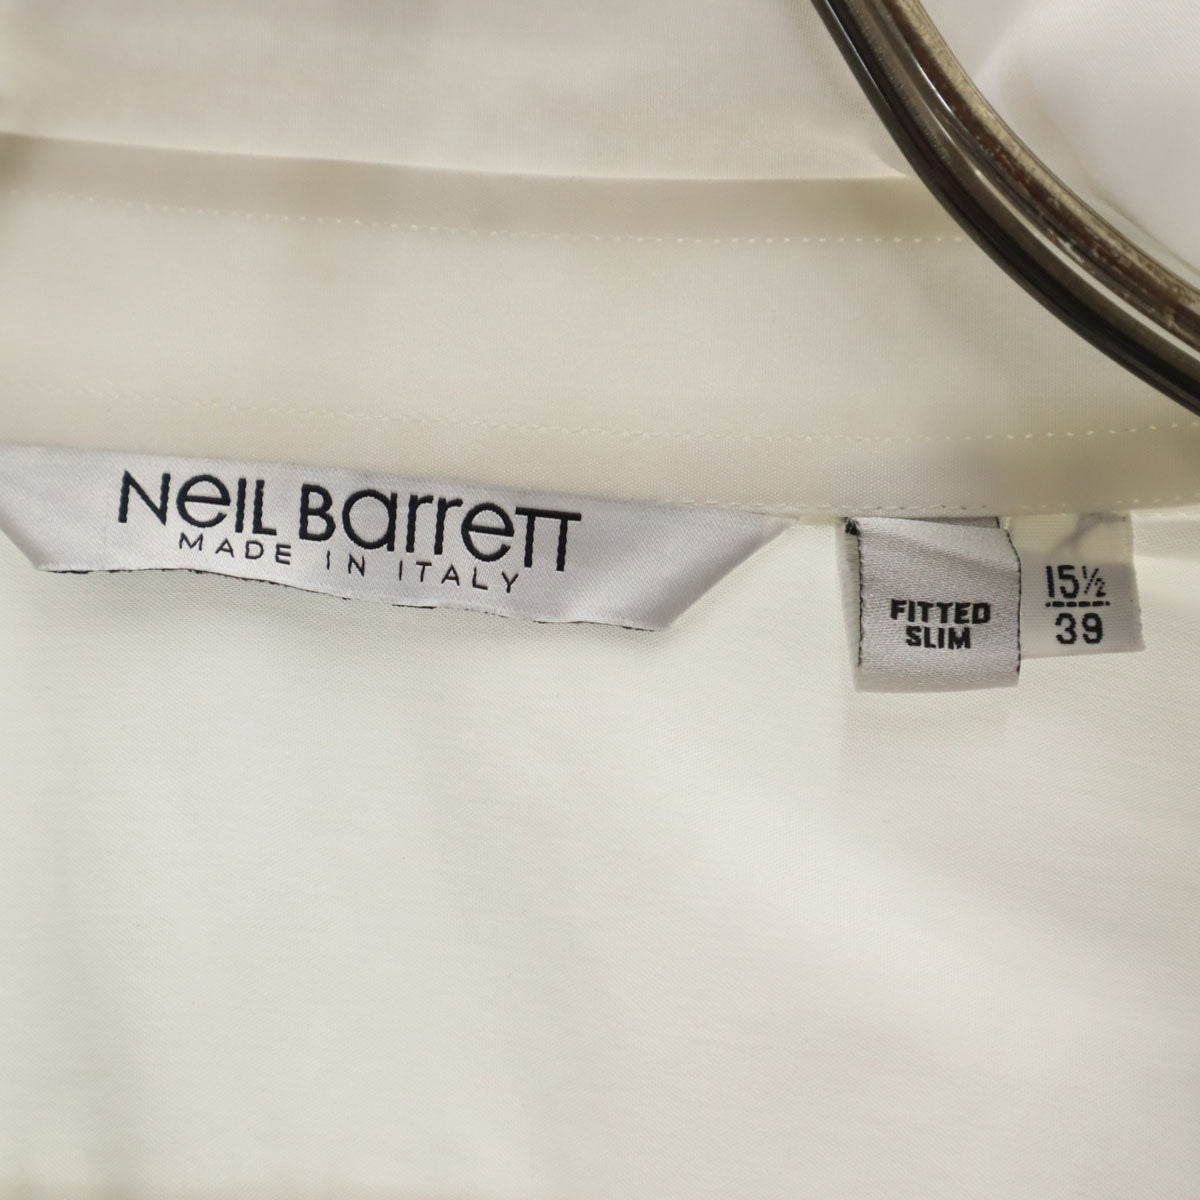 NeiL Barrett
MADE IN ITALY
FITTED
SLIM
15½
39